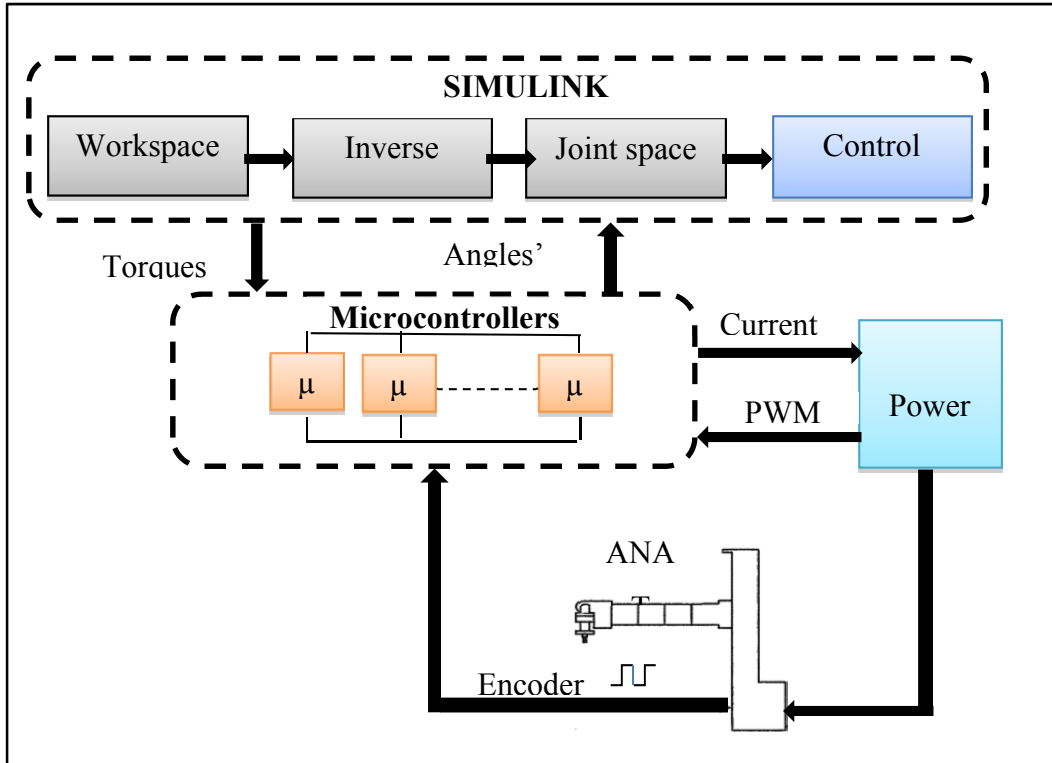 SIMULINK
Workspace
Inverse
Joint space
Control
Torques
Angles’
Microcontrollers
μ
μ
μ
Current
PWM
Power
ANA
Encoder